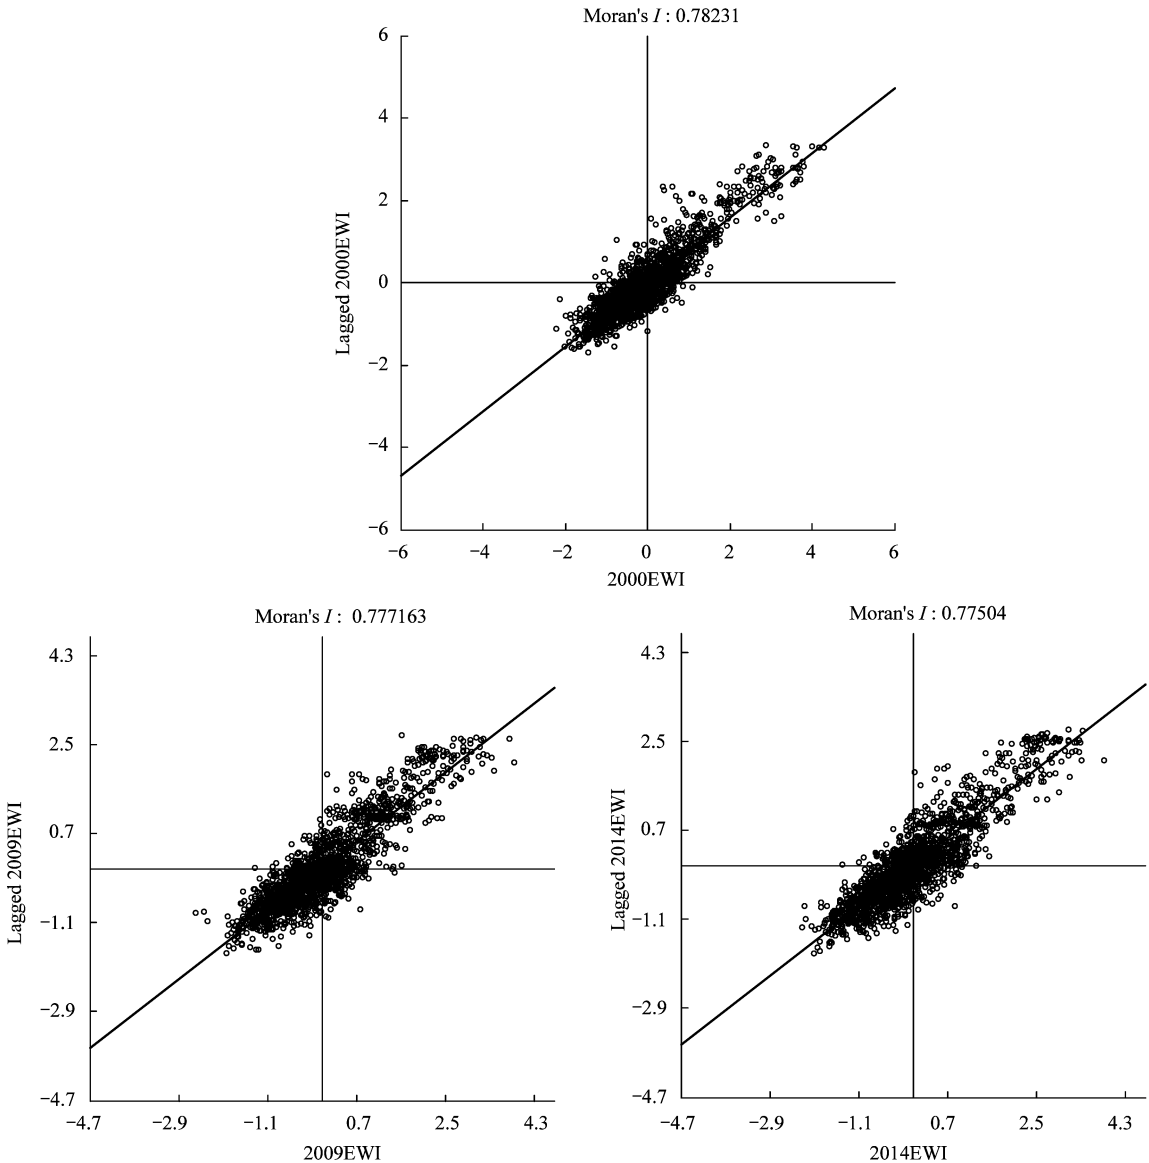 Moran's I : 0.78231
6
4
2
0
−2
−4
−6
Lagged 2000EWI
−6 −4 −2 0 2 4 6
2000EWI
Moran's I : 0.777163
4.3
2.5
0.7
−1.1
−2.9
−4.7
Lagged 2009EWI
−4.7 −2.9 −1.1 0.7 2.5 4.3
2009EWI
Moran's I : 0.77504
4.3
2.5
0.7
−1.1
−2.9
−4.7
Lagged 2014EWI
−4.7 −2.9 −1.1 0.7 2.5 4.3
2014EWI